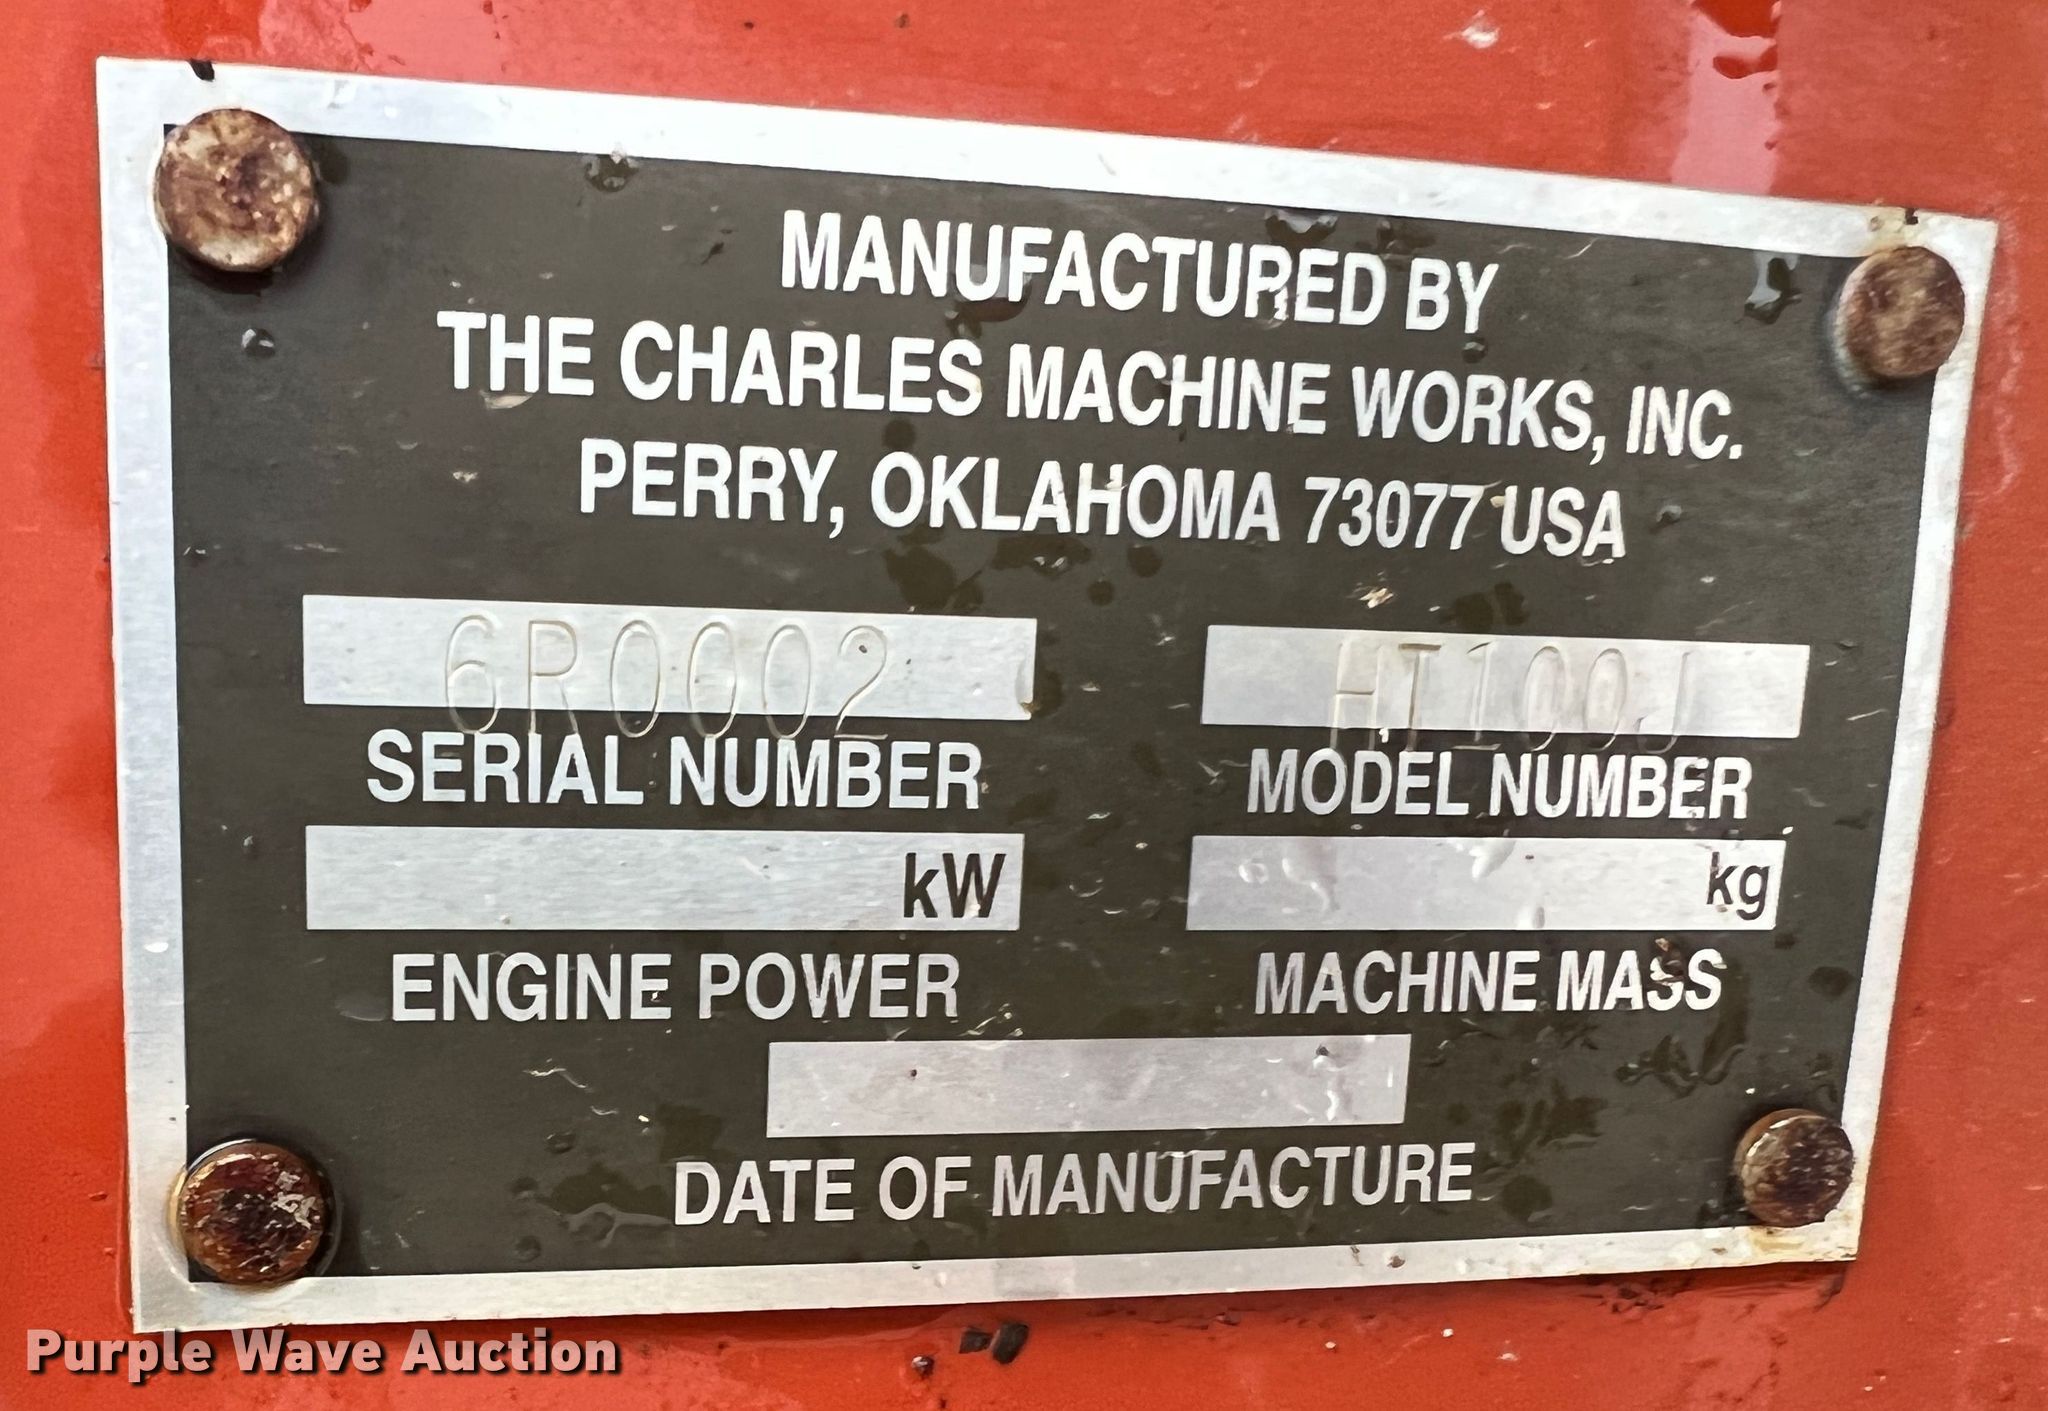 MANUFACTURED BY
THE CHARLES MACHINE WORKS, INC.
PERRY, OKLAHOMA 73077 USA
6R0002 HT100J
SERIAL NUMBER MODEL NUMBER
kW kg
ENGINE POWER MACHINE MASS
DATE OF MANUFACTURE
Purple Wave Auction